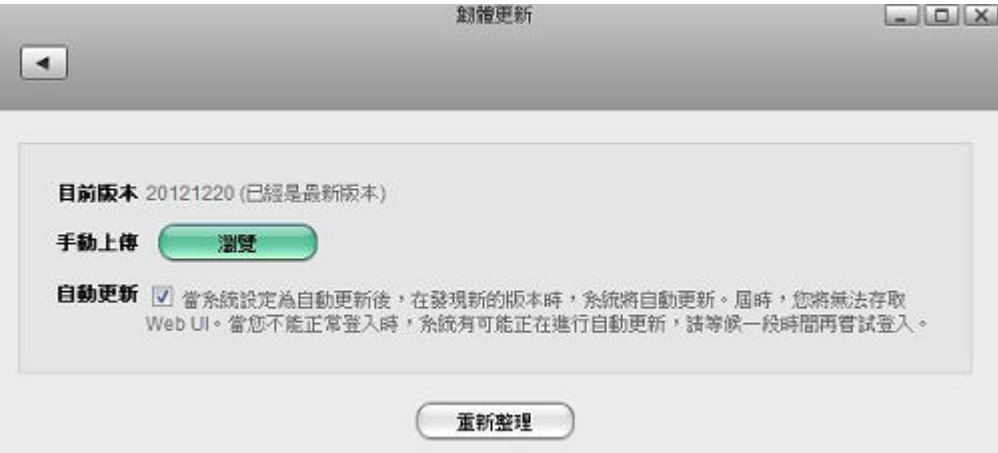 韌體更新
目前版本 20121220 (已經是最新版本)
手動上傳 瀏覽
自動更新 當系統設定為自動更新後，在發現新的版本時，系統將自動更新。屆時，您將無法存取
Web UI。當您不能正常登入時，系統有可能正在進行自動更新，請等候一段時間再嘗試登入。
重新整理